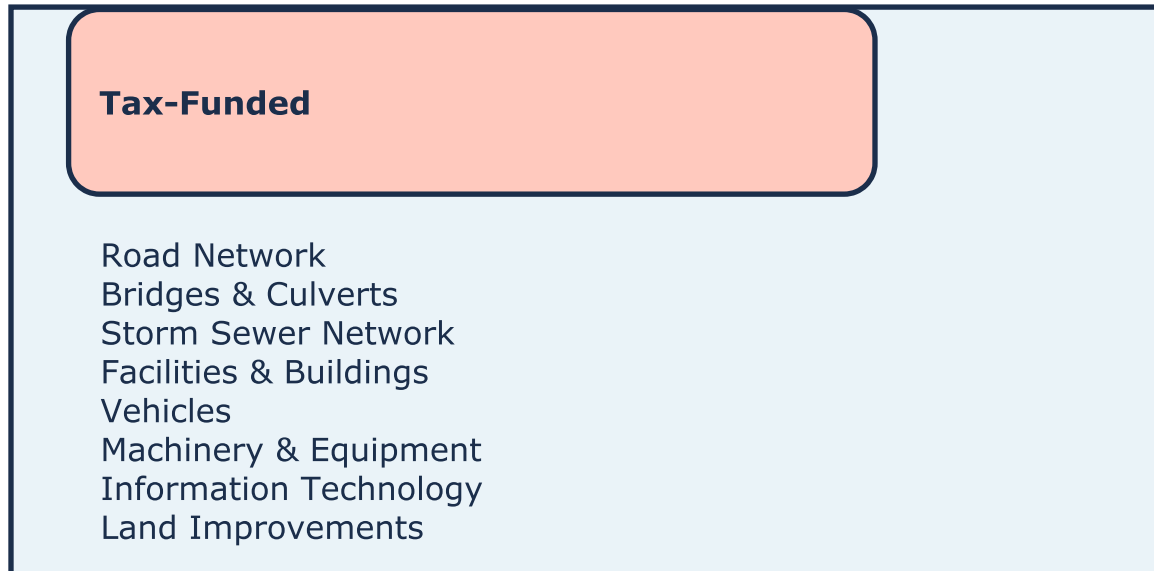 Tax-Funded
Road Network
Bridges & Culverts
Storm Sewer Network
Facilities & Buildings
Vehicles
Machinery & Equipment
Information Technology
Land Improvements